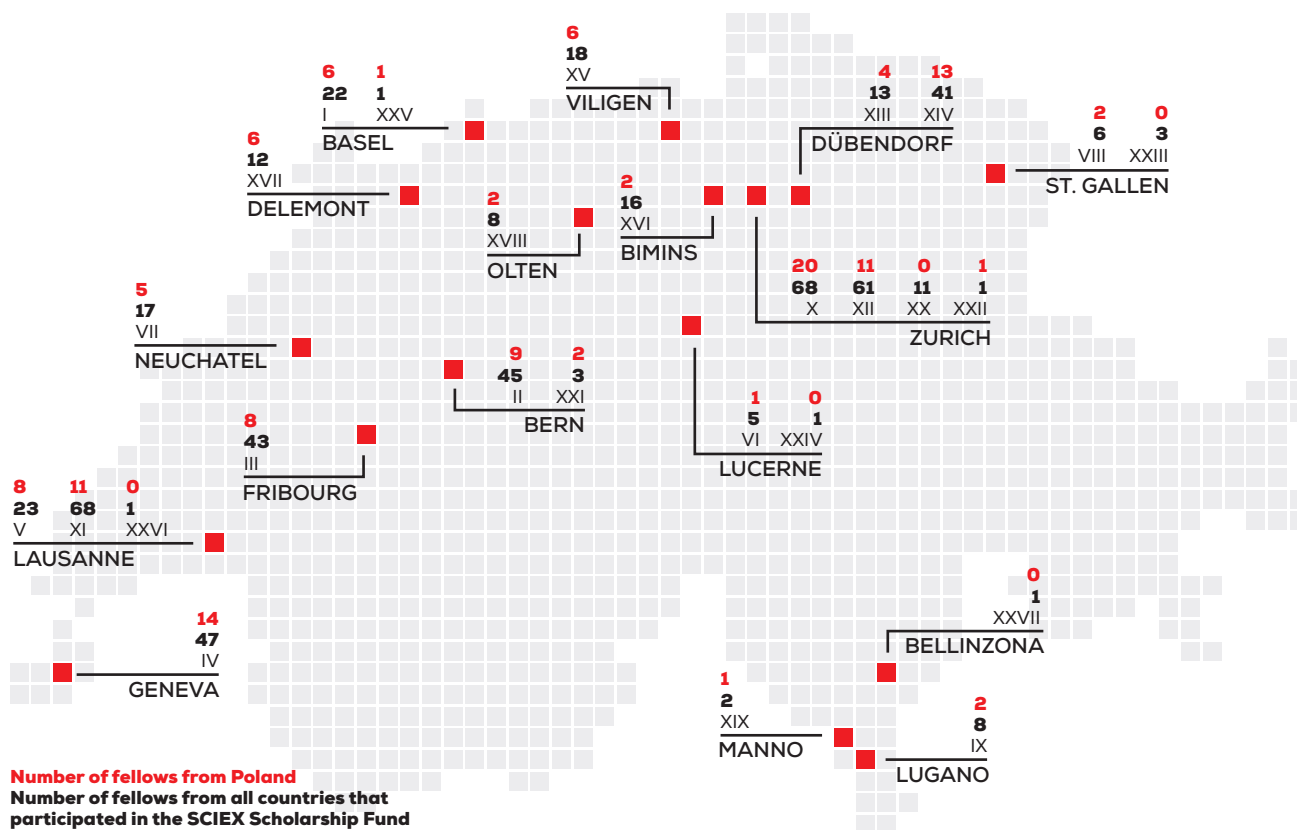 6
18
XV
VILIGEN
6 1
22 1
I XXV
BASEL
4 13
13 41
XIII XIV
DÜBENDORF
2 0
6 3
VIII XXIII
ST. GALLEN
6
12
XVII
DELEMONT
2
8
XVIII
OLTEN
2
16
XVI
BIMINS
20 11 0 1
68 61 11 1
X XII XX XXII
ZURICH
5
17
VII
NEUCHATEL
9 2
45 3
II XXI
BERN
1 0
5 1
VI XXIV
LUCERNE
8
43
III
FRIBOURG
8 11 0
23 68 1
V XI XXVI
LAUSANNE
0
1
XXVII
BELLINZONA
14
47
IV
GENEVA
1
2
XIX
MANNO
2
8
IX
LUGANO
Number of fellows from Poland
Number of fellows from all countries that
participated in the SCIEX Scholarship Fund